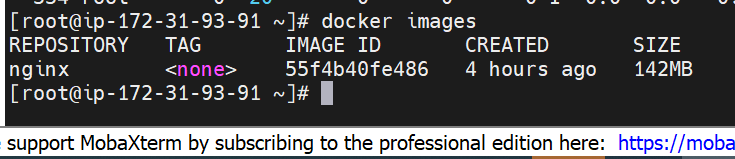 [root@ip-172-31-93-91 ~]# docker images
REPOSITORY TAG IMAGE ID CREATED SIZE
nginx <none> 55f4b40fe486 4 hours ago 142MB
[root@ip-172-31-93-91 ~]#
support MobaXterm by subscribing to the professional edition here: https://moba